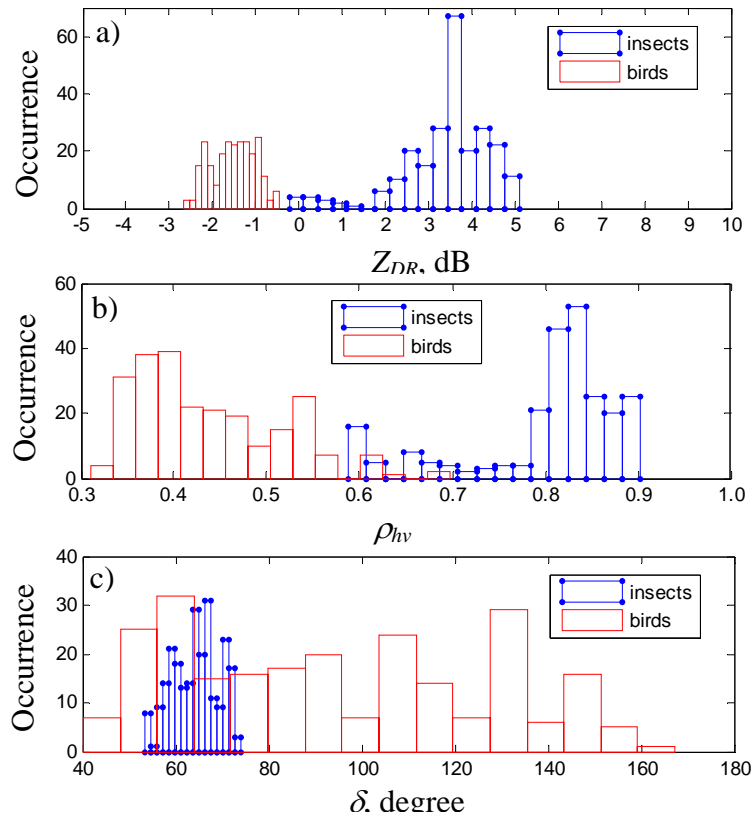 a)
Occurrence
60
40
20
0
-5 -4 -3 -2 -1 0 1 2 3 4 5 6 7 8 9 10
Z_DR, dB
insects
birds
b)
Occurrence
60
40
20
0
0.3 0.4 0.5 0.6 0.7 0.8 0.9 1.0
ρ_hv
insects
birds
c)
Occurrence
40
30
20
10
0
40 60 80 100 120 140 160 180
δ, degree
insects
birds